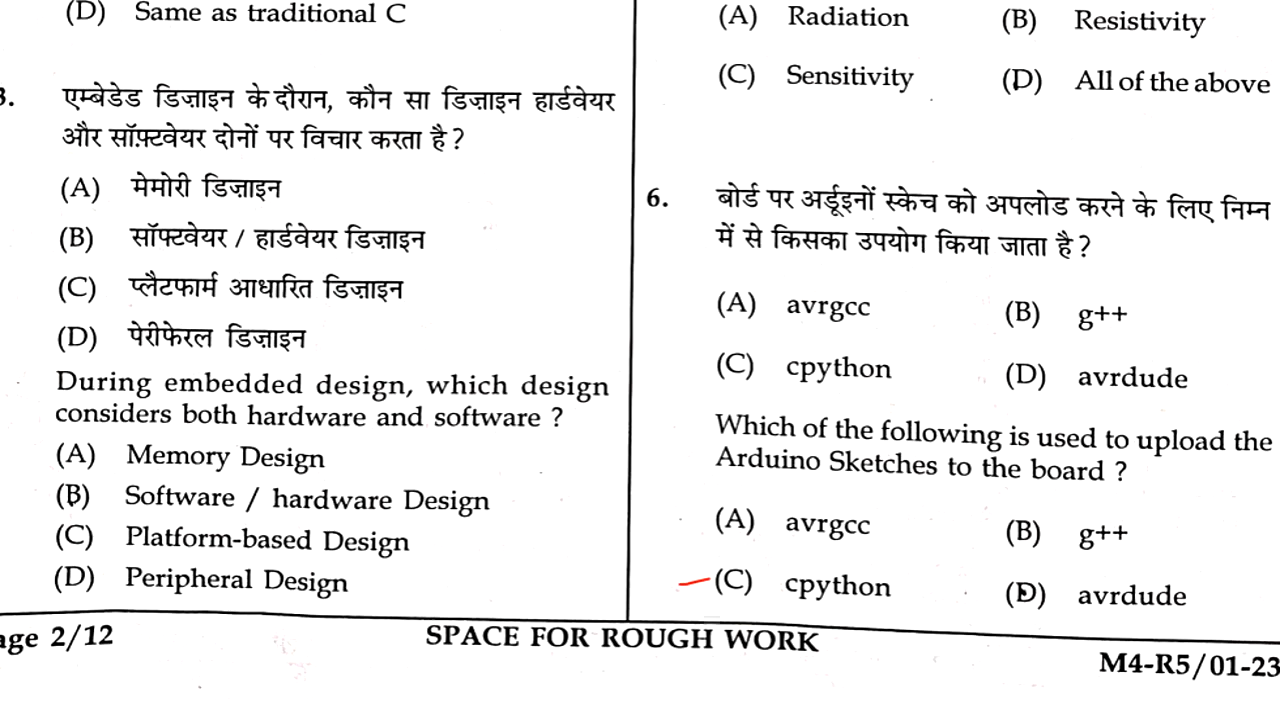 (D) Same as traditional C
3. एम्बेडेड डिज़ाइन के दौरान, कौन सा डिज़ाइन हार्डवेयर
और सॉफ़्टवेयर दोनों पर विचार करता है ?
(A) मेमोरी डिज़ाइन
(B) सॉफ्टवेयर / हार्डवेयर डिज़ाइन
(C) प्लैटफार्म आधारित डिज़ाइन
(D) पेरीफेरल डिज़ाइन
During embedded design, which design
considers both hardware and software ?
(A) Memory Design
(B) Software / hardware Design
(C) Platform-based Design
(D) Peripheral Design
(A) Radiation (B) Resistivity
(C) Sensitivity (D) All of the above
6. बोर्ड पर अर्डूइनों स्केच को अपलोड करने के लिए निम्न
में से किसका उपयोग किया जाता है ?
(A) avrgcc (B) g++
(C) cpython (D) avrdude
Which of the following is used to upload the
Arduino Sketches to the board ?
(A) avrgcc (B) g++
(C) cpython (D) avrdude
age 2/12 SPACE FOR ROUGH WORK M4-R5/01-23